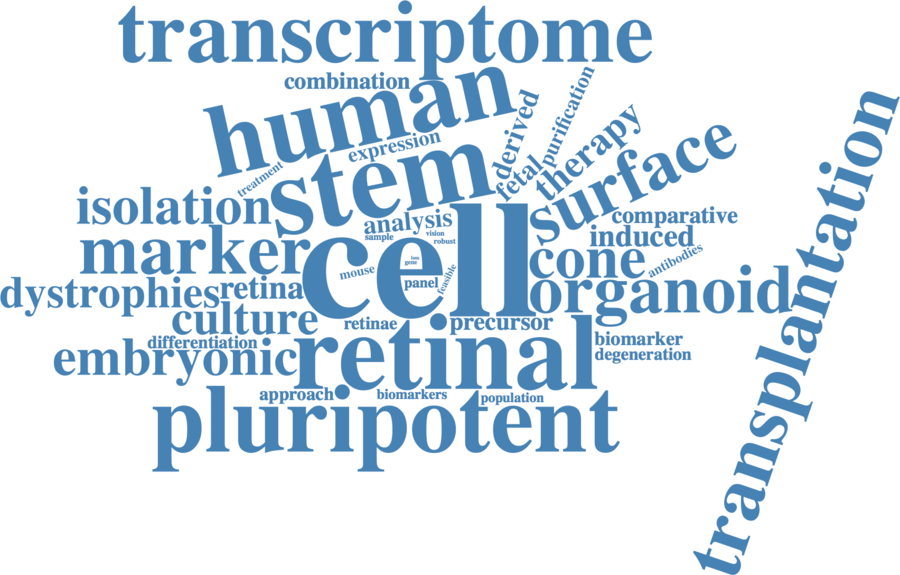 transcriptome
combination
human
derived
purification
expression
fetal
therapy
treatment
stem
surface
transplantation
isolation
analysis
comparative
sample
vision
robust
induced
marker
cell
cone
antibodies
loss
gene
mouse
panel
feasible
dystrophies
retina
organoid
culture
retinae
precursor
differentiation
biomarker
embryonic
retinal
degeneration
approach
biomarkers
population
pluripotent